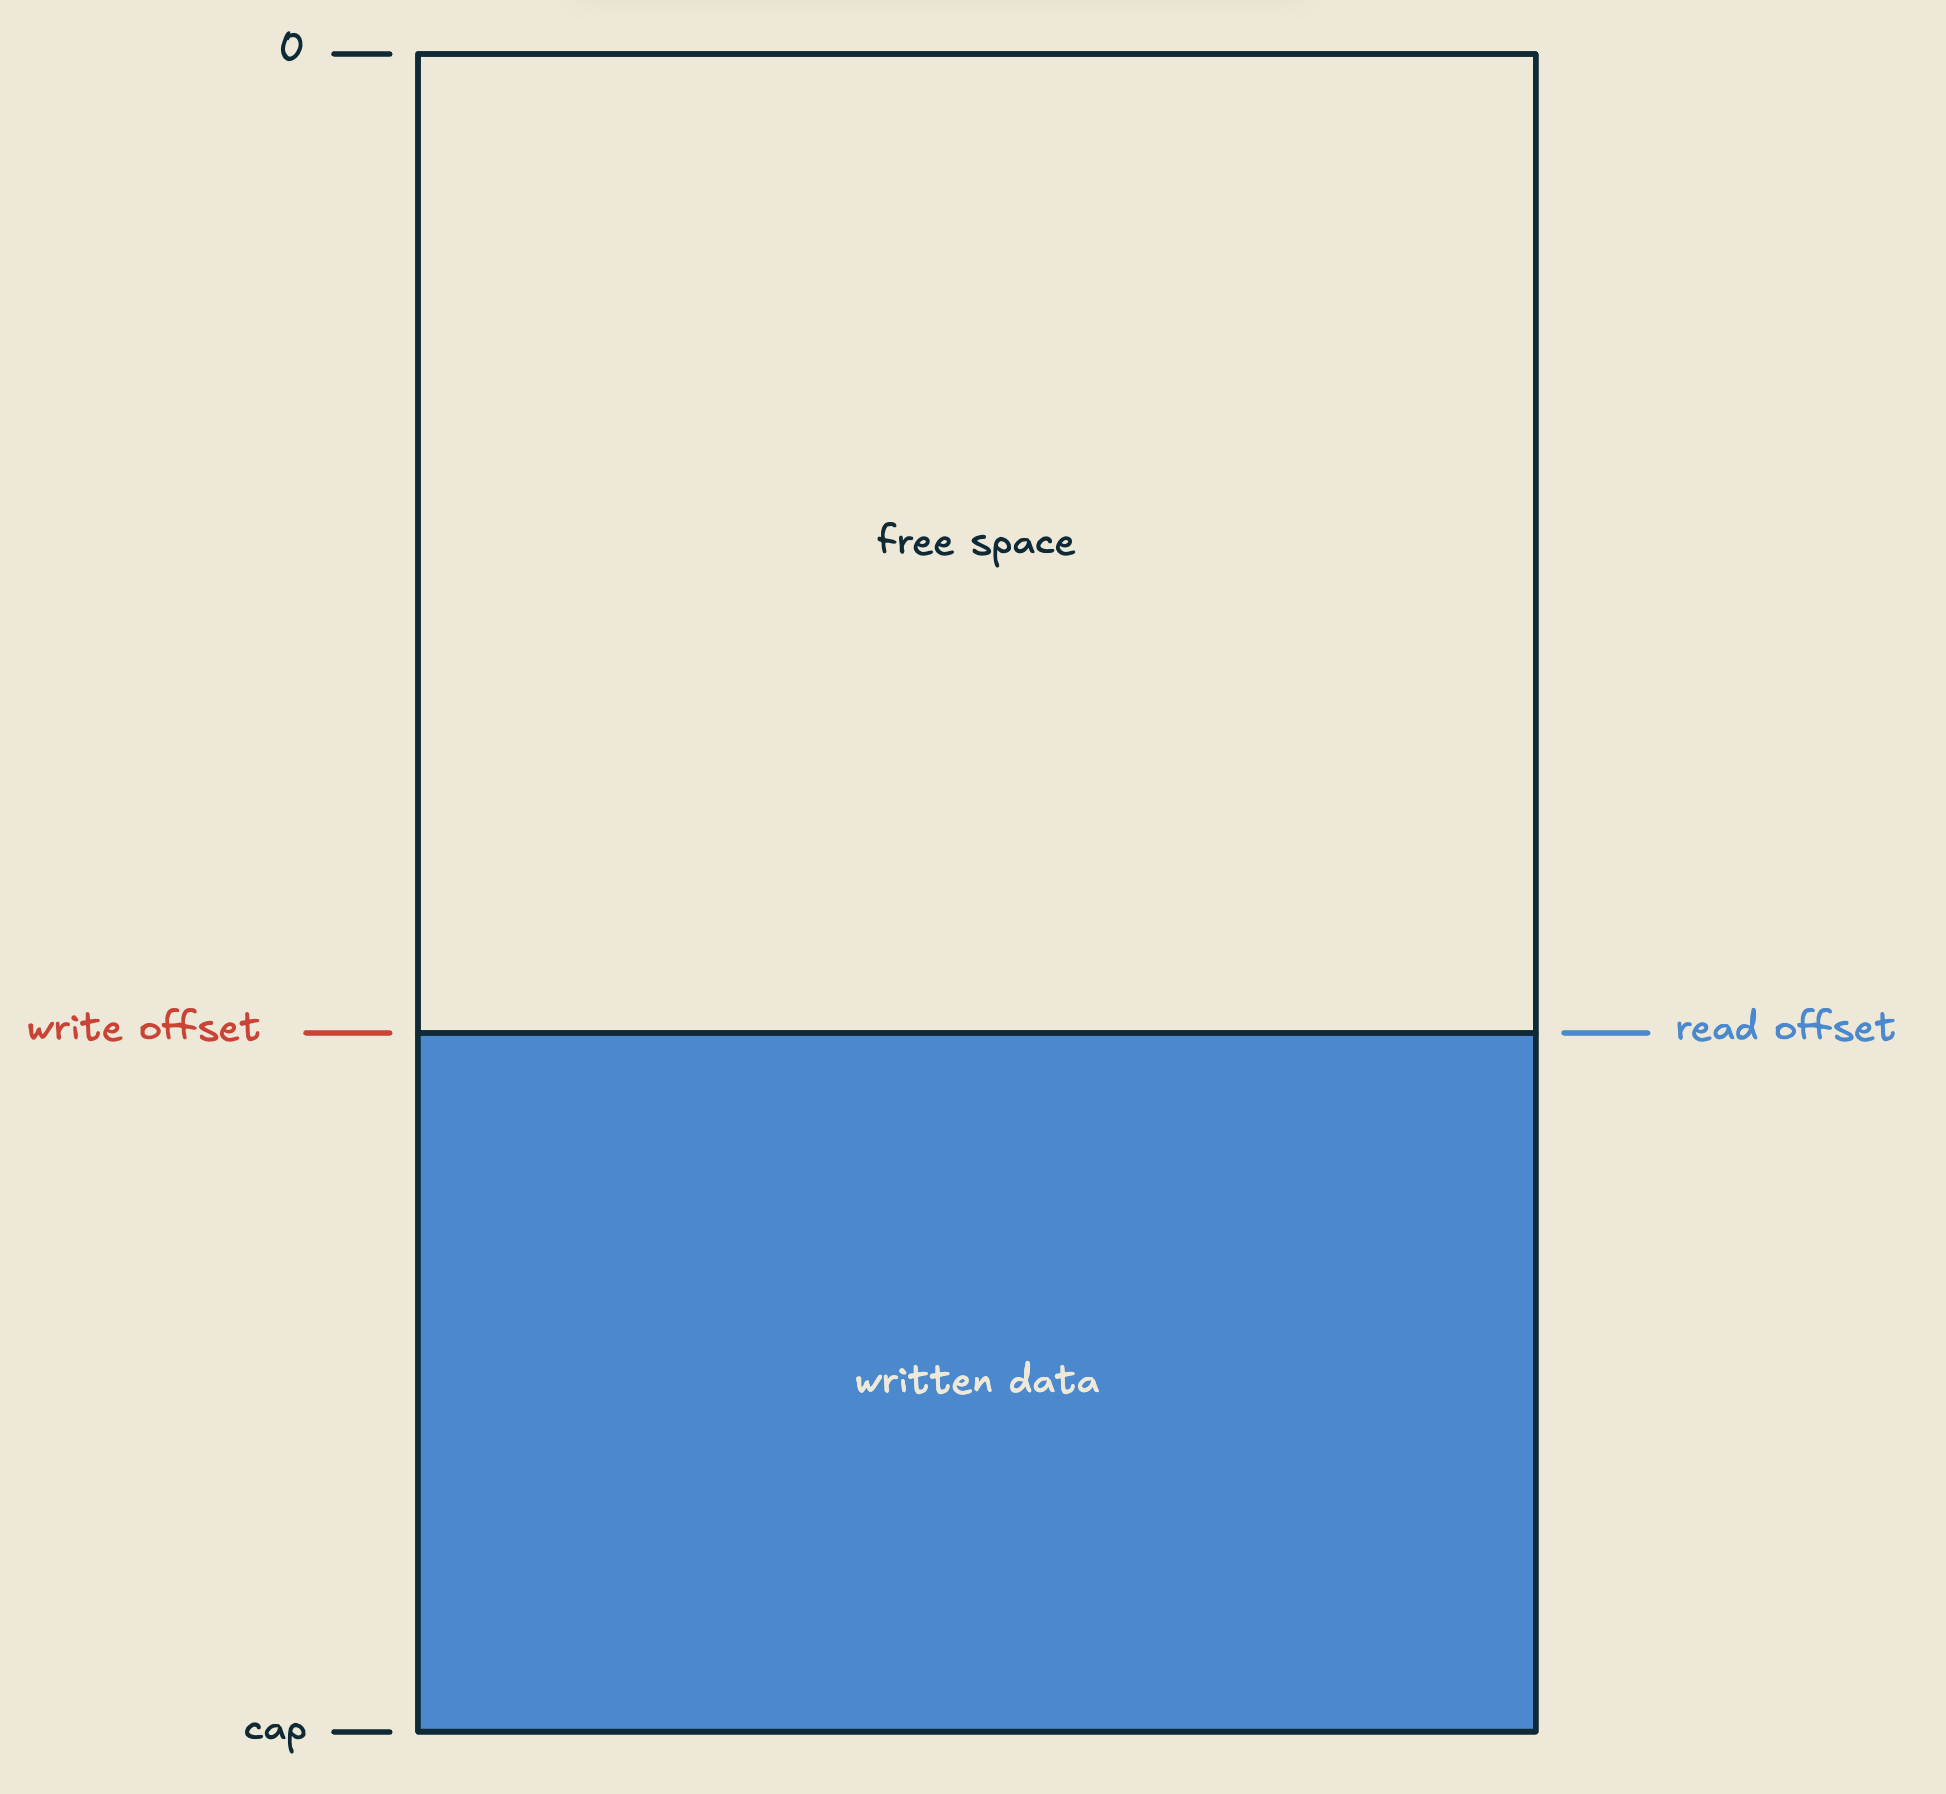 0
free space
write offset
read offset
written data
cap